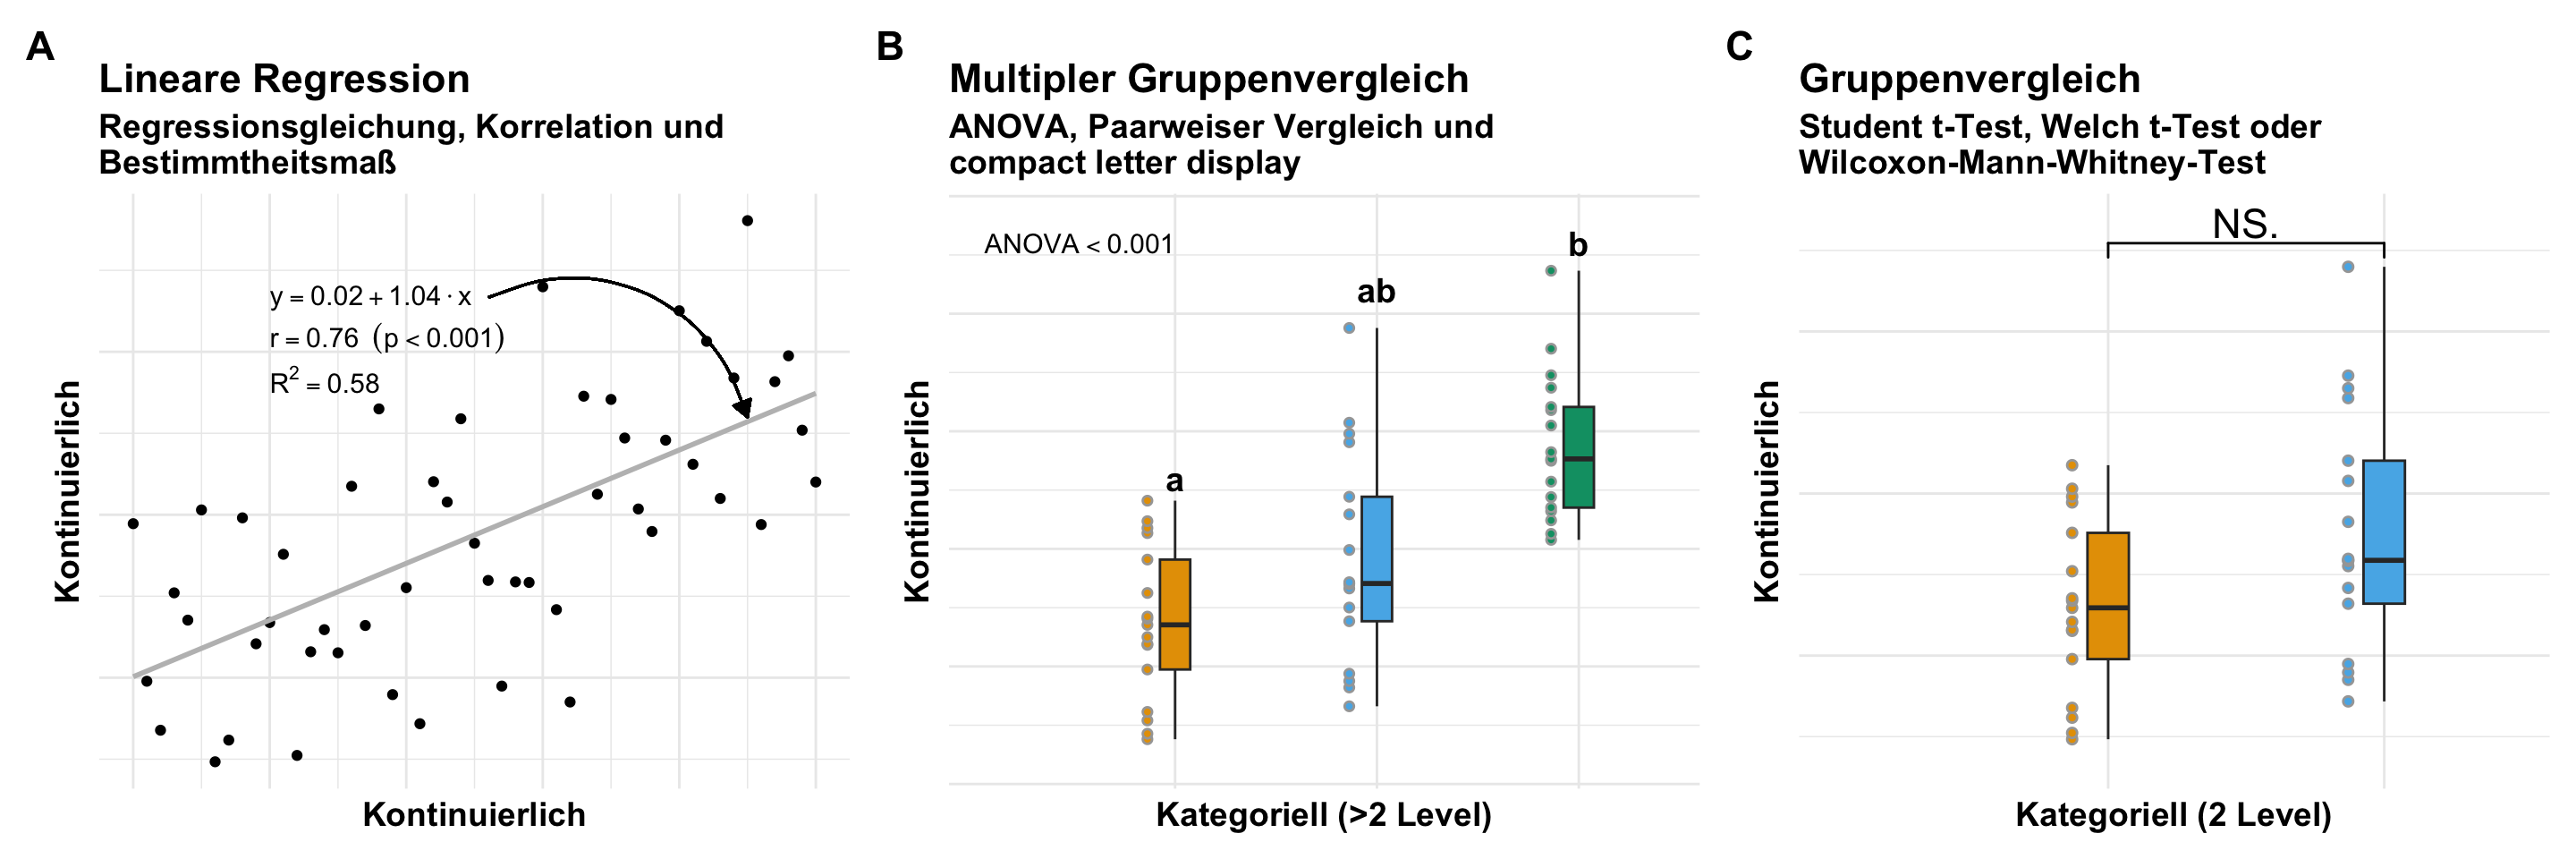 A
Lineare Regression
Regressionsgleichung, Korrelation und
Bestimmtheitsmaß
y = 0.02 + 1.04 · x
r = 0.76 (p < 0.001)
R² = 0.58
Kontinuierlich
Kontinuierlich
B
Multipler Gruppenvergleich
ANOVA, Paarweiser Vergleich und
compact letter display
ANOVA < 0.001
a
ab
b
Kontinuierlich
Kategoriell (>2 Level)
C
Gruppenvergleich
Student t-Test, Welch t-Test oder
Wilcoxon-Mann-Whitney-Test
NS.
Kontinuierlich
Kategoriell (2 Level)